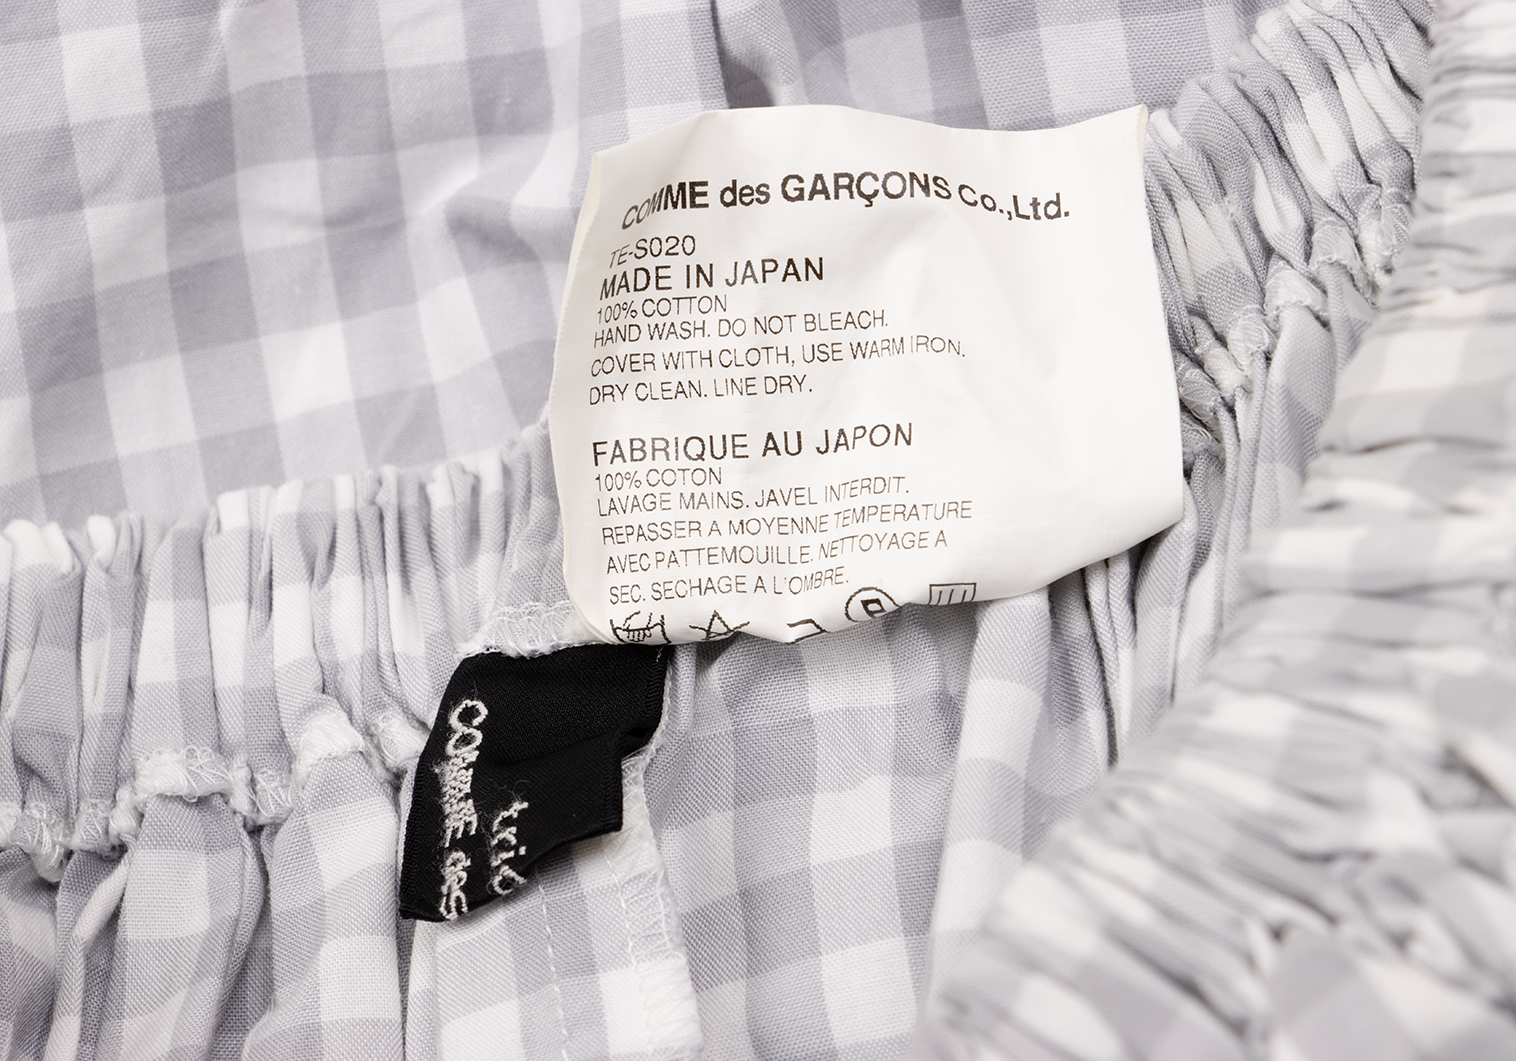 COMME des GARÇONS Co.,Ltd.
TE-S020
MADE IN JAPAN
100% COTTON
HAND WASH. DO NOT BLEACH.
COVER WITH CLOTH, USE WARM IRON.
DRY CLEAN. LINE DRY.
FABRIQUE AU JAPON
100% COTON
LAVAGE MAINS. JAVEL INTERDIT.
REPASSER A MOYENNE TEMPERATURE
AVEC PATTEMOUILLE. NETTOYAGE A
SEC. SECHAGE A L'OMBRE.
COMME des